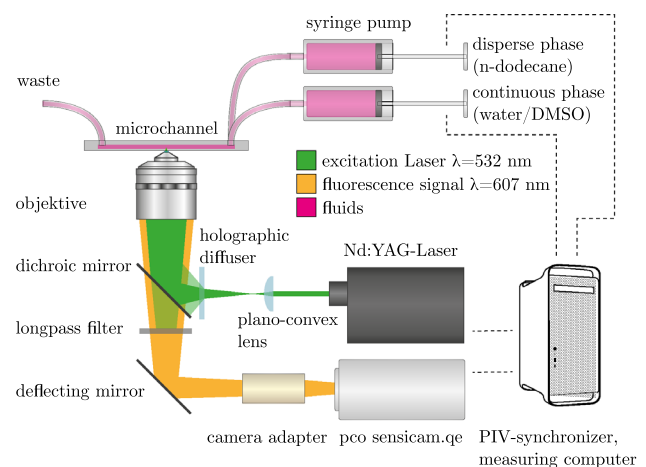 syringe pump
disperse phase
(n-dodecane)
waste
continuous phase
(water/DMSO)
microchannel
excitation Laser λ=532 nm
fluorescence signal λ=607 nm
fluids
objektive
holographic
diffuser
Nd:YAG-Laser
dichroic mirror
plano-convex
lens
longpass filter
deflecting mirror
camera adapter
pco sensicam.qe
PIV-synchronizer,
measuring computer